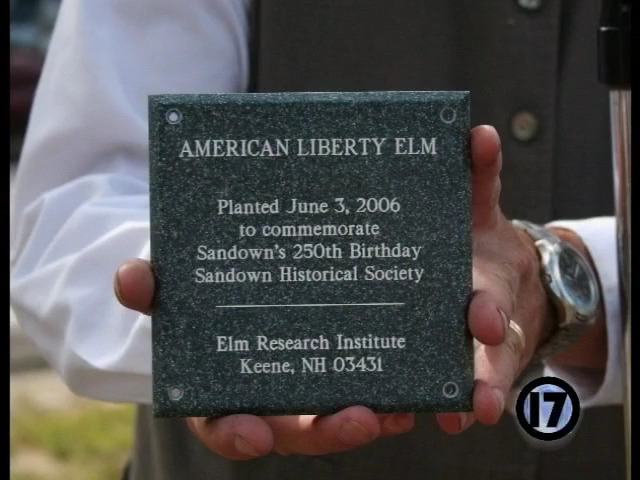 AMERICAN LIBERTY ELM
Planted June 3, 2006
to commemorate
Sandown's 250th Birthday
Sandown Historical Society
Elm Research Institute
Keene, NH 03431
17